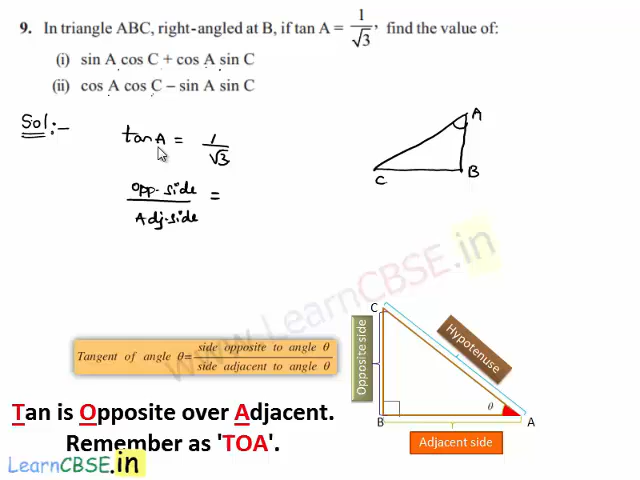 9. In triangle ABC, right-angled at B, if tan A = 1/√3, find the value of:
(i) sin A cos C + cos A sin C
(ii) cos A cos C – sin A sin C
Sol:-
tan A = 1/√3
opp. side / Adj. side =
A
B
C
www.LearnCBSE.in
Tangent of angle θ = side opposite to angle θ / side adjacent to angle θ
Tan is Opposite over Adjacent.
Remember as 'TOA'.
C
Opposite side
Hypotenuse
θ
B
A
Adjacent side
LearnCBSE.in